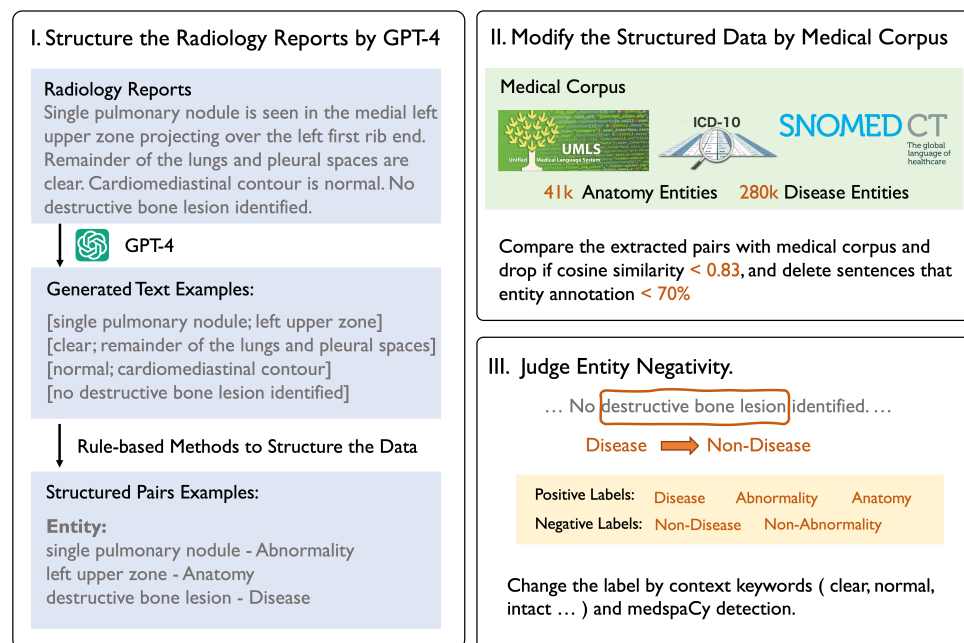 I. Structure the Radiology Reports by GPT-4
Radiology Reports
Single pulmonary nodule is seen in the medial left
upper zone projecting over the left first rib end.
Remainder of the lungs and pleural spaces are
clear. Cardiomediastinal contour is normal. No
destructive bone lesion identified.
GPT-4
Generated Text Examples:
[single pulmonary nodule; left upper zone]
[clear; remainder of the lungs and pleural spaces]
[normal; cardiomediastinal contour]
[no destructive bone lesion identified]
Rule-based Methods to Structure the Data
Structured Pairs Examples:
Entity:
single pulmonary nodule - Abnormality
left upper zone - Anatomy
destructive bone lesion - Disease
II. Modify the Structured Data by Medical Corpus
Medical Corpus
UMLS
Unified Medical Language System
ICD-10
SNOMED CT
The global
language of
healthcare
41k Anatomy Entities 280k Disease Entities
Compare the extracted pairs with medical corpus and
drop if cosine similarity < 0.83, and delete sentences that
entity annotation < 70%
III. Judge Entity Negativity.
... No destructive bone lesion identified. ...
Disease Non-Disease
Positive Labels: Disease Abnormality Anatomy
Negative Labels: Non-Disease Non-Abnormality
Change the label by context keywords ( clear, normal,
intact ... ) and medspaCy detection.